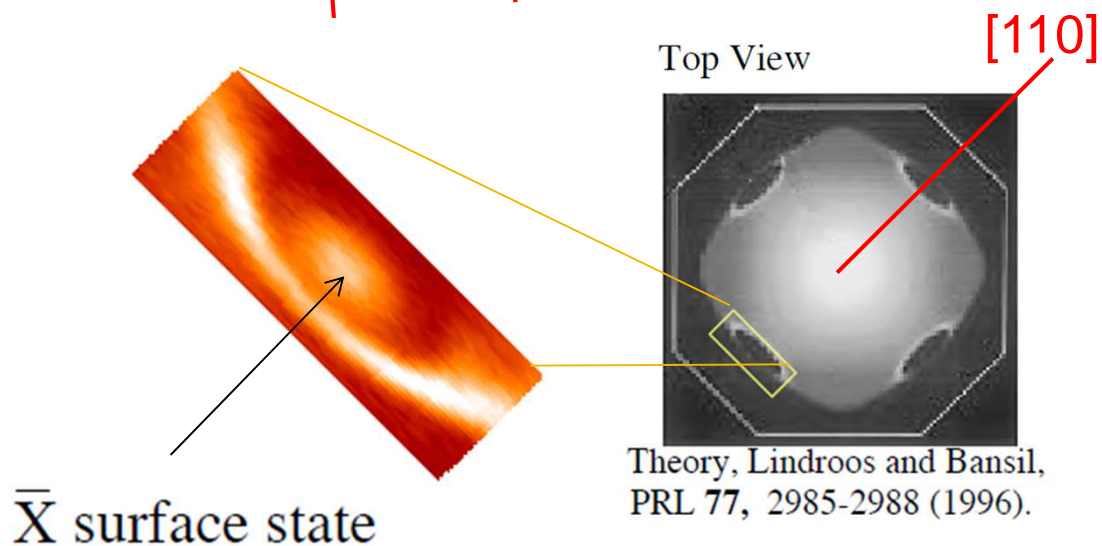 [110]
Top View
Theory, Lindroos and Bansil,
PRL 77, 2985-2988 (1996).
X̅ surface state